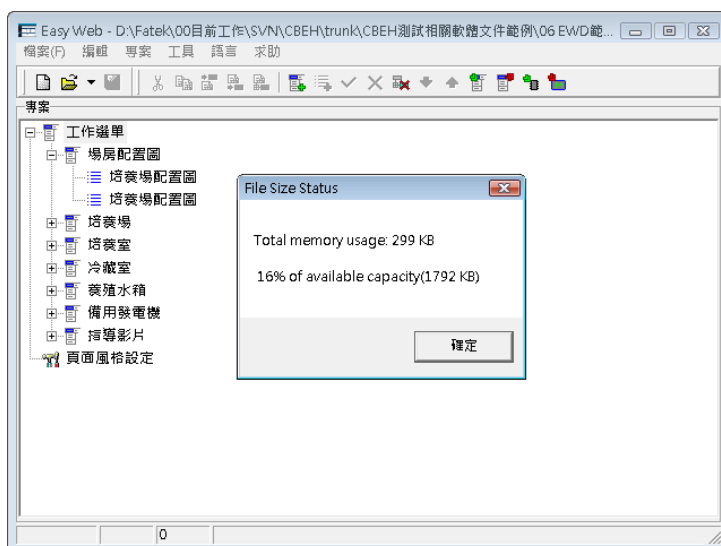 Easy Web - D:\Fatek\00目前工作\SVN\CBEH\trunk\CBEH測試相關軟體文件範例\06 EWD範...
檔案(F) 編輯 專案 工具 語言 求助
專案
工作選單
場房配置圖
培養場配置圖
培養場配置圖
培養場
培養室
冷藏室
養殖水箱
備用發電機
指導影片
頁面風格設定
File Size Status
Total memory usage: 299 KB
16% of available capacity(1792 KB)
確定
0